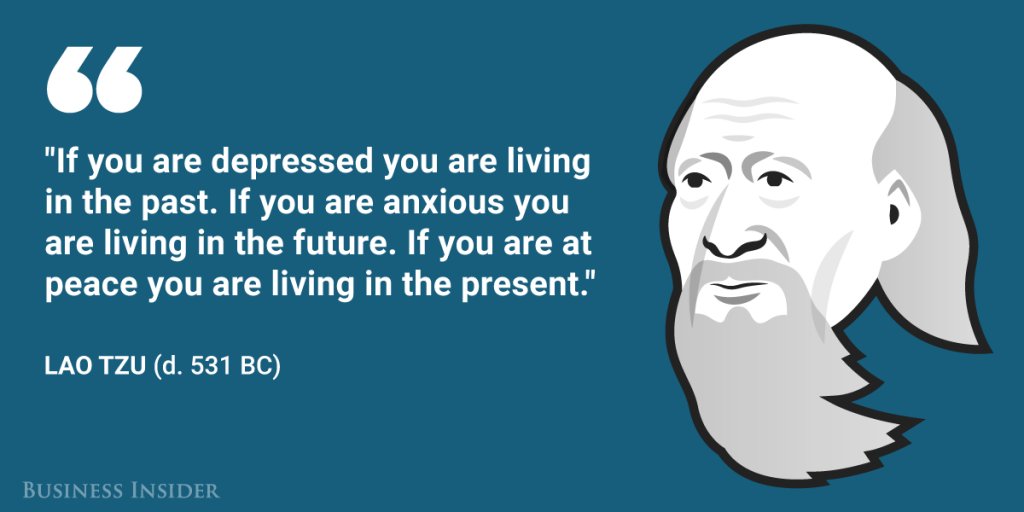 "If you are depressed you are living
in the past. If you are anxious you
are living in the future. If you are at
peace you are living in the present."
LAO TZU (d. 531 BC)
BUSINESS INSIDER